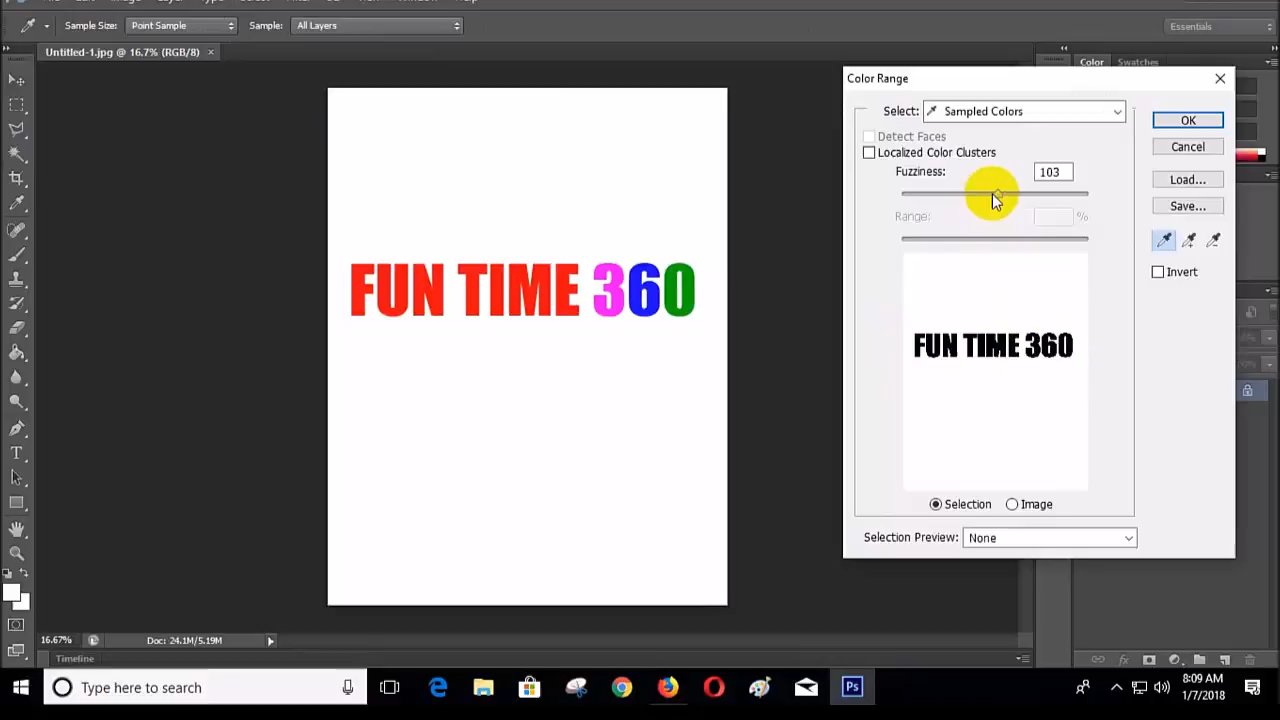 Sample Size: Point Sample Sample: All Layers Essentials
Untitled-1.jpg @ 16.7% (RGB/8) ×
Color Swatches
Color Range
Select: Sampled Colors
OK
Detect Faces
Localized Color Clusters
Cancel
Fuzziness: 103
Load...
Save...
Range: %
Invert
FUN TIME 360
FUN TIME 360
Selection Image
Selection Preview: None
16.67% Doc: 24.1M/5.19M
Timeline
Type here to search
Ps
8:09 AM
1/7/2018